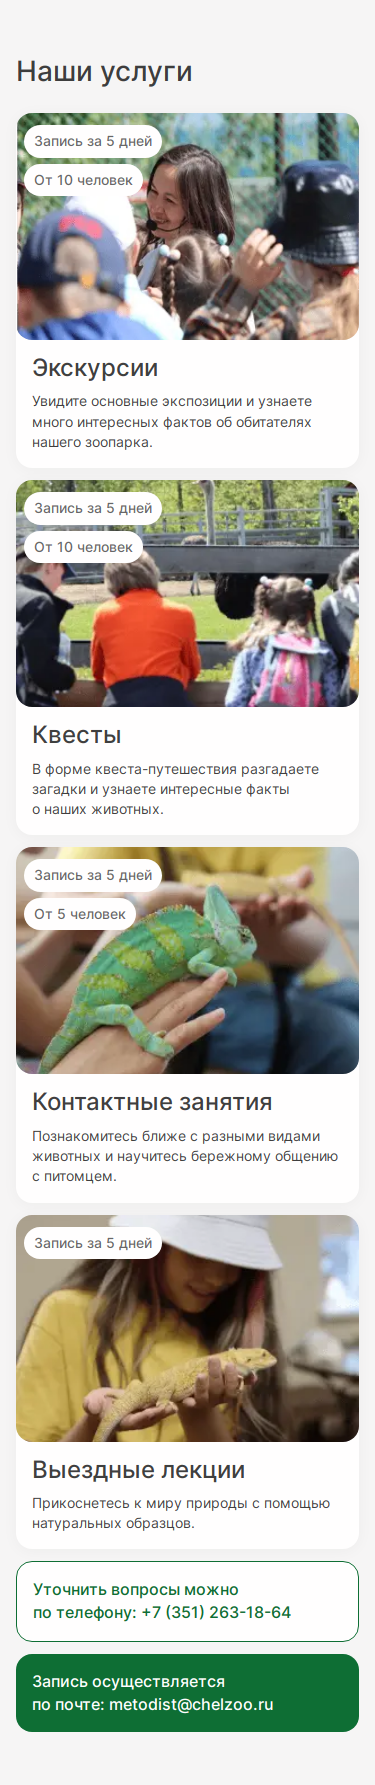 Наши услуги
Запись за 5 дней
От 10 человек
Экскурсии
Увидите основные экспозиции и узнаете
много интересных фактов об обитателях
нашего зоопарка.
Запись за 5 дней
От 10 человек
Квесты
В форме квеста-путешествия разгадаете
загадки и узнаете интересные факты
о наших животных.
Запись за 5 дней
От 5 человек
Контактные занятия
Познакомитесь ближе с разными видами
животных и научитесь бережному общению
с питомцем.
Запись за 5 дней
Выездные лекции
Прикоснетесь к миру природы с помощью
натуральных образцов.
Уточнить вопросы можно
по телефону: +7 (351) 263-18-64
Запись осуществляется
по почте: metodist@chelzoo.ru